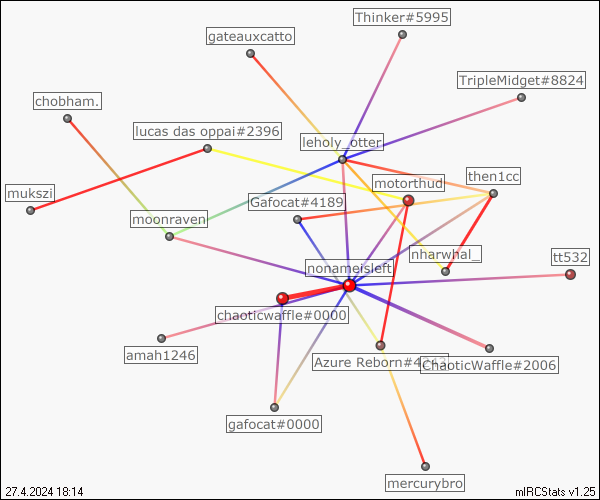 Thinker#5995
gateauxcatto
TripleMidget#8824
chobham.
lucas das oppai#2396
leholy_otter
then1cc
motorthud
mukszi
Gafocat#4189
moonraven
nharwhal_
tt532
nonameisleft
chaoticwaffle#0000
amah1246
Azure Reborn#4
ChaoticWaffle#2006
gafocat#0000
mercurybro
27.4.2024 18:14
mIRCStats v1.25